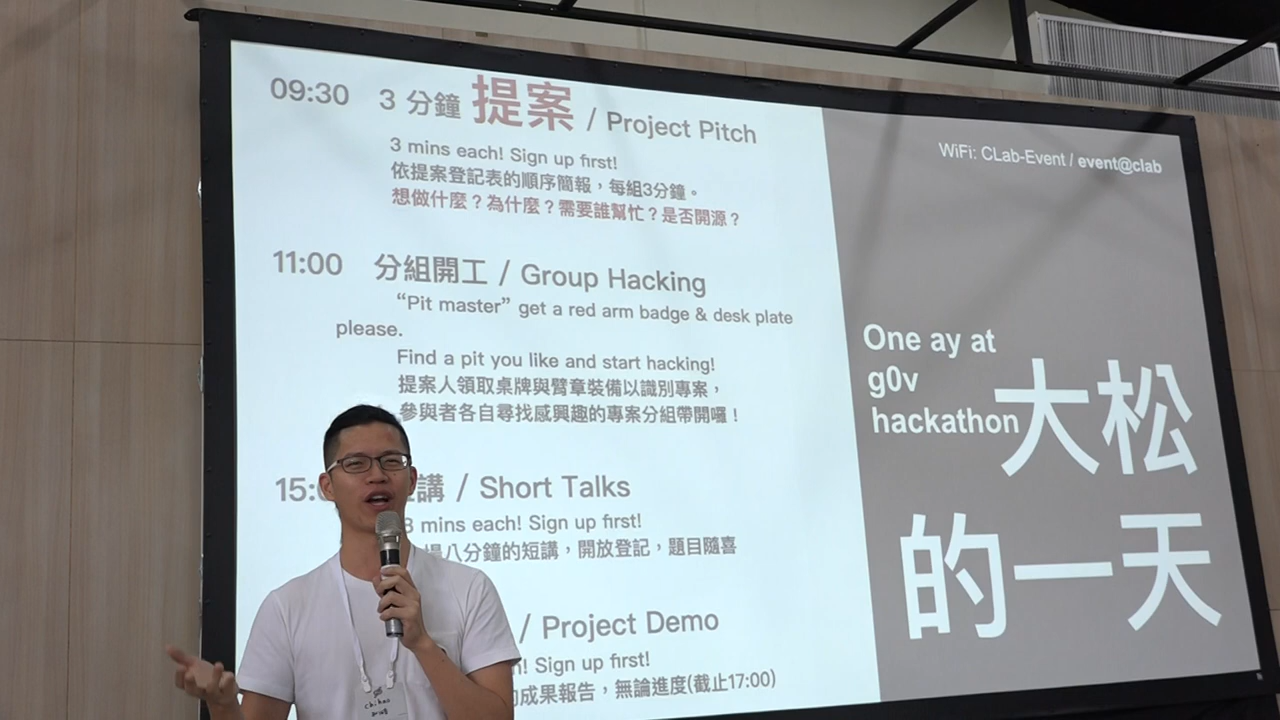 09:30 3 分鐘 提案 / Project Pitch
3 mins each! Sign up first!
依提案登記表的順序簡報，每組3分鐘。
想做什麼？為什麼？需要誰幫忙？是否開源？
11:00 分組開工 / Group Hacking
“Pit master” get a red arm badge & desk plate
please.
Find a pit you like and start hacking!
提案人領取桌牌與臂章裝備以識別專案，
參與者各自尋找感興趣的專案分組帶開囉！
講 / Short Talks
mins each! Sign up first!
八分鐘的短講，開放登記，題目隨喜
/ Project Demo
Sign up first!
成果報告，無論進度(截止17:00)
WiFi: CLab-Event / event@clab
One ay at
g0v
hackathon
大松
的一天
chihao